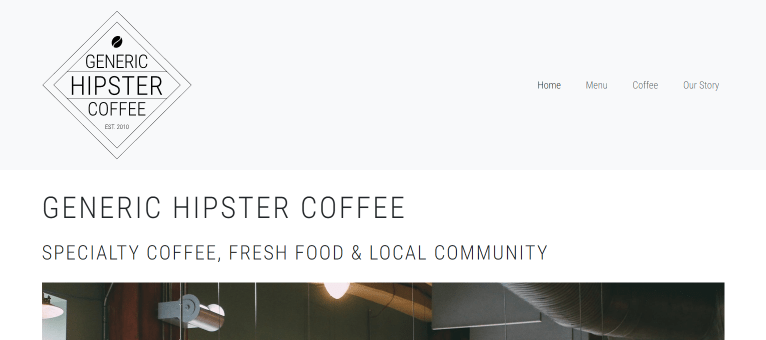 GENERIC
HIPSTER
COFFEE
EST. 2010
Home Menu Coffee Our Story
GENERIC HIPSTER COFFEE
SPECIALTY COFFEE, FRESH FOOD & LOCAL COMMUNITY